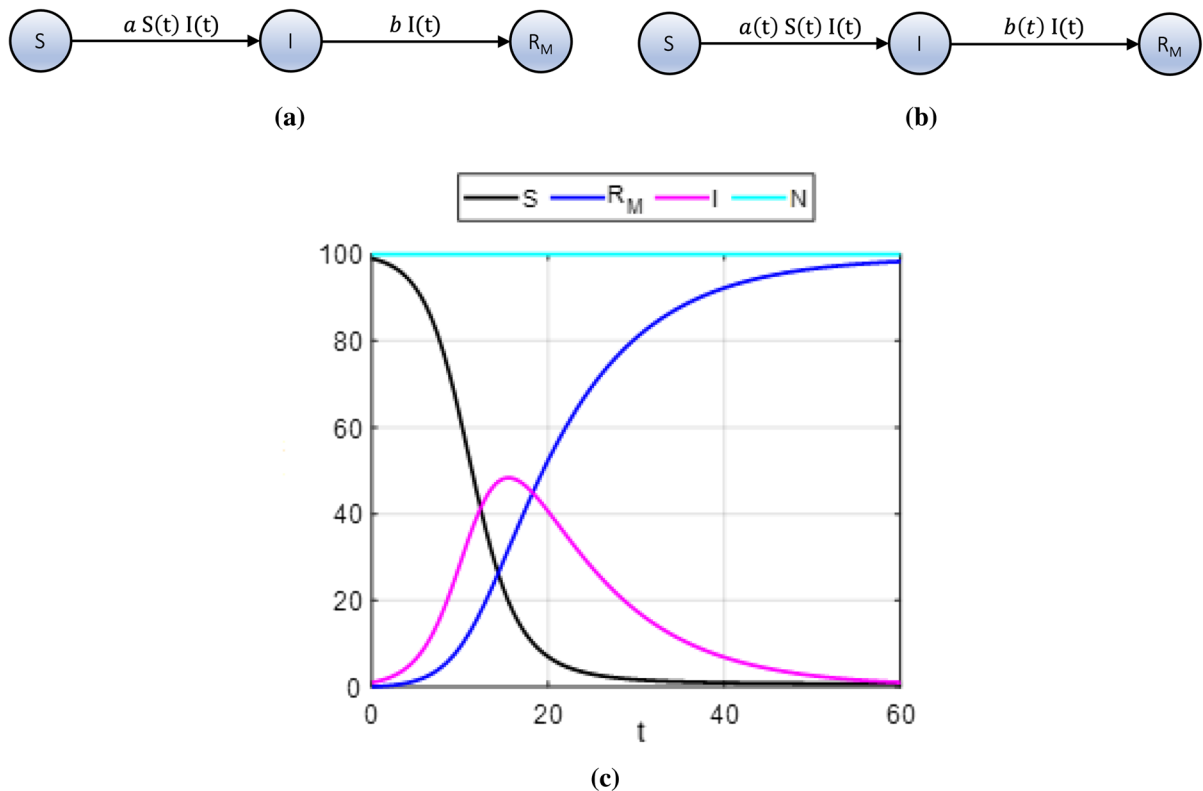 a S(t) I(t) b I(t)
S I R_M
(a)
a(t) S(t) I(t) b(t) I(t)
S I R_M
(b)
S R_M I N
100
80
60
40
20
0
0 20 40 60
t
(c)